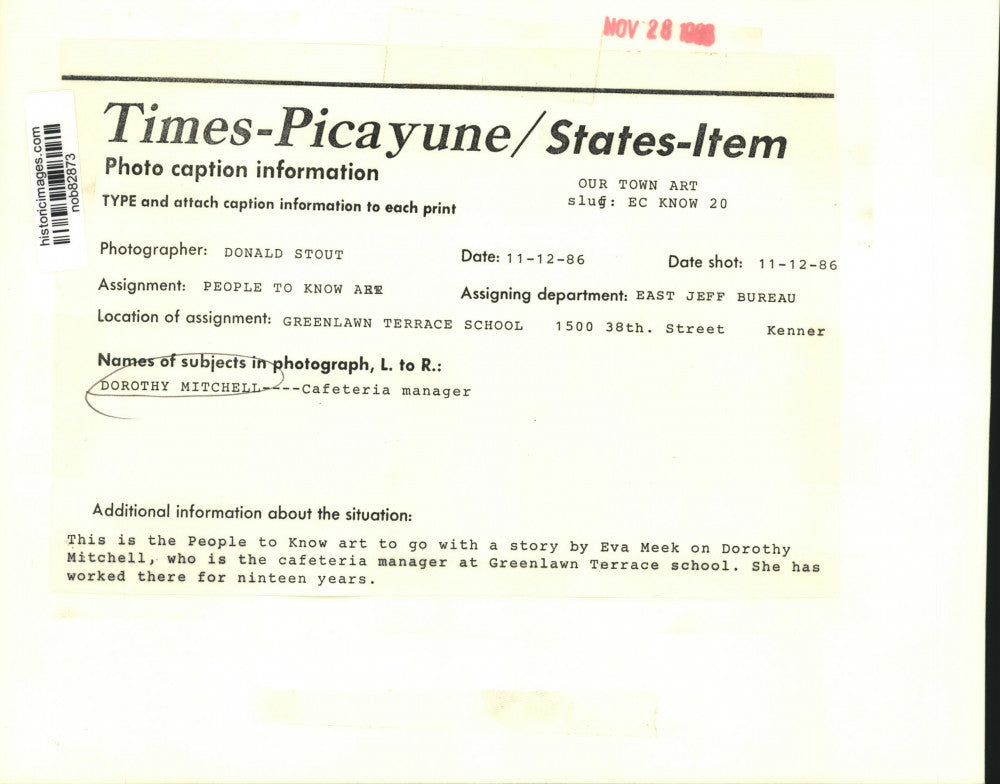 NOV 28
Times-Picayune/States-Item
Photo caption information
TYPE and attach caption information to each print
OUR TOWN ART
slug: EC KNOW 20
historicimages.com
nob82873
Photographer: DONALD STOUT Date: 11-12-86 Date shot: 11-12-86
Assignment: PEOPLE TO KNOW ART Assigning department: EAST JEFF BUREAU
Location of assignment: GREENLAWN TERRACE SCHOOL 1500 38th. Street Kenner
Names of subjects in photograph, L. to R.:
DOROTHY MITCHELL----Cafeteria manager
Additional information about the situation:
This is the People to Know art to go with a story by Eva Meek on Dorothy
Mitchell, who is the cafeteria manager at Greenlawn Terrace school. She has
worked there for ninteen years.